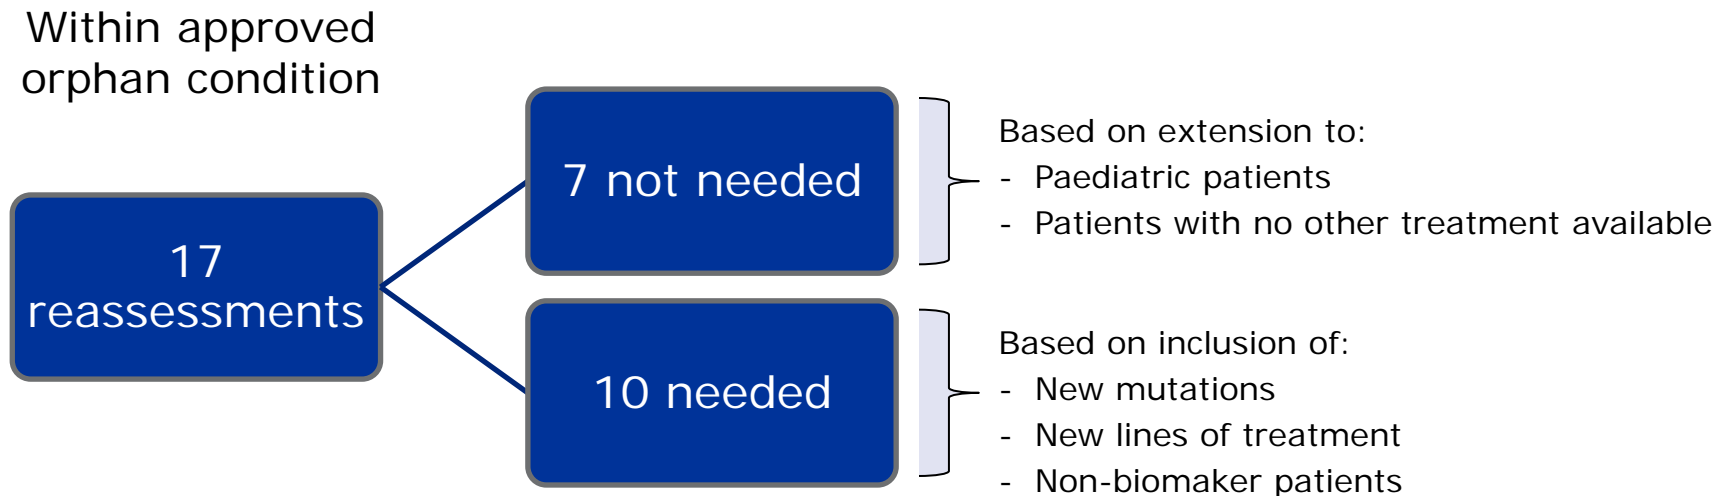 Within approved
orphan condition
17
reassessments
7 not needed
Based on extension to:
- Paediatric patients
- Patients with no other treatment available
10 needed
Based on inclusion of:
- New mutations
- New lines of treatment
- Non-biomaker patients